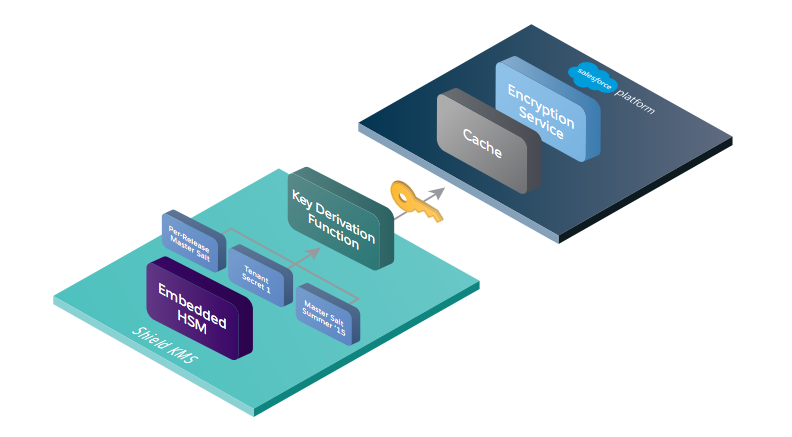 salesforce
platform
Encryption
Service
Cache
Key Derivation
Function
Per-Release
Master Salt
Tenant
Secret 1
Master Salt
Summer '15
Embedded
HSM
Shield KMS